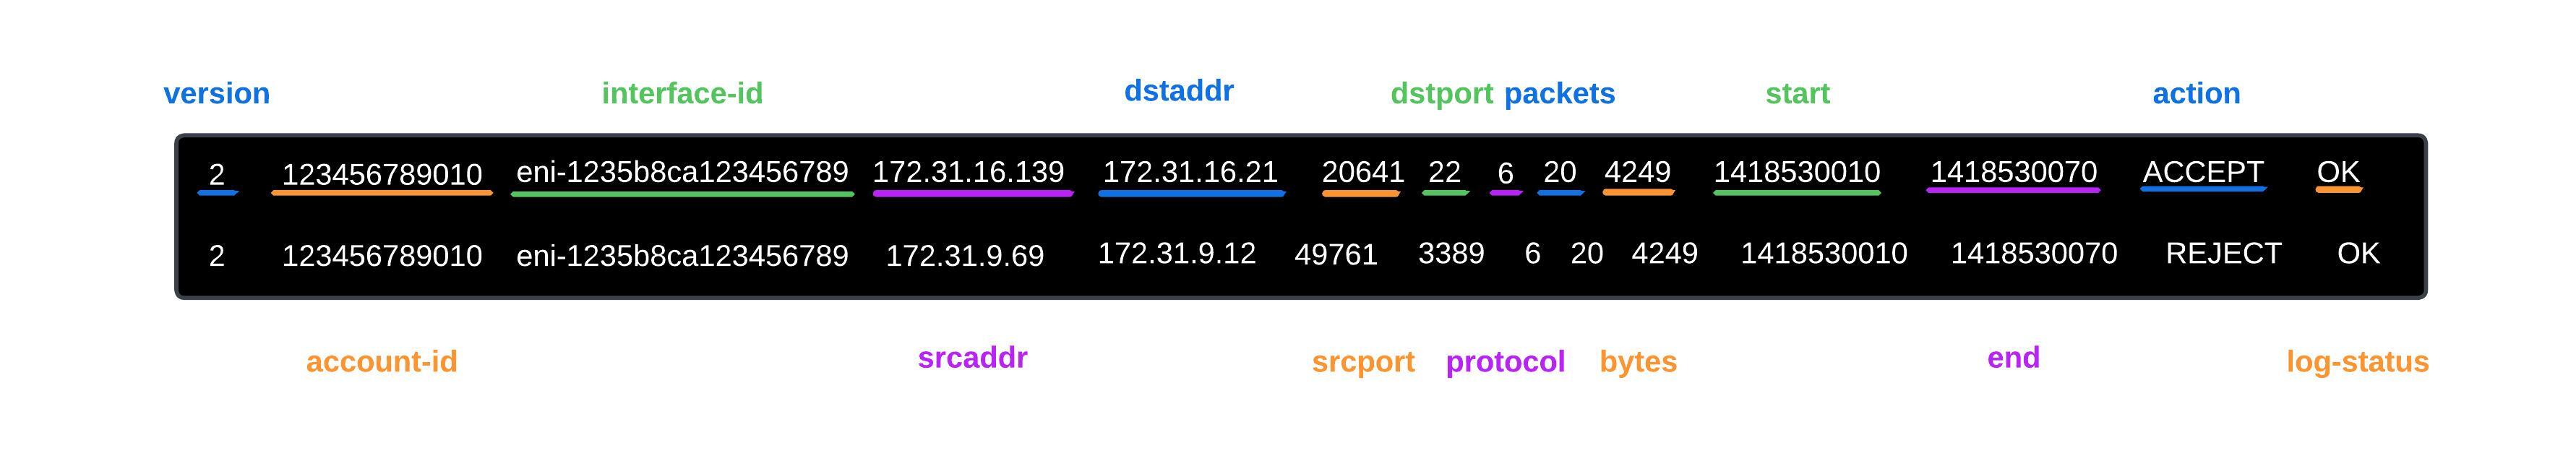 version interface-id dstaddr dstport packets start action
2 123456789010 eni-1235b8ca123456789 172.31.16.139 172.31.16.21 20641 22 6 20 4249 1418530010 1418530070 ACCEPT OK
2 123456789010 eni-1235b8ca123456789 172.31.9.69 172.31.9.12 49761 3389 6 20 4249 1418530010 1418530070 REJECT OK
account-id srcaddr srcport protocol bytes end log-status